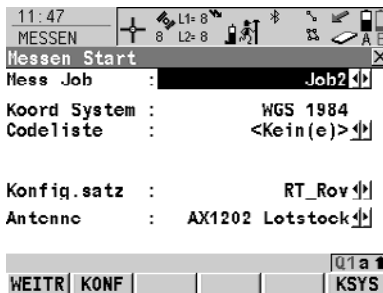 11:47
MESSEN
8 L1= 8
L2= 8
A B
Messen Start
Mess Job : Job2
Koord System : WGS 1984
Codeliste : <Kein(e)>
Konfig.satz : RT_Rov
Antenne : AX1202 Lotstock
Q1 a
WEITR KONF KSYS